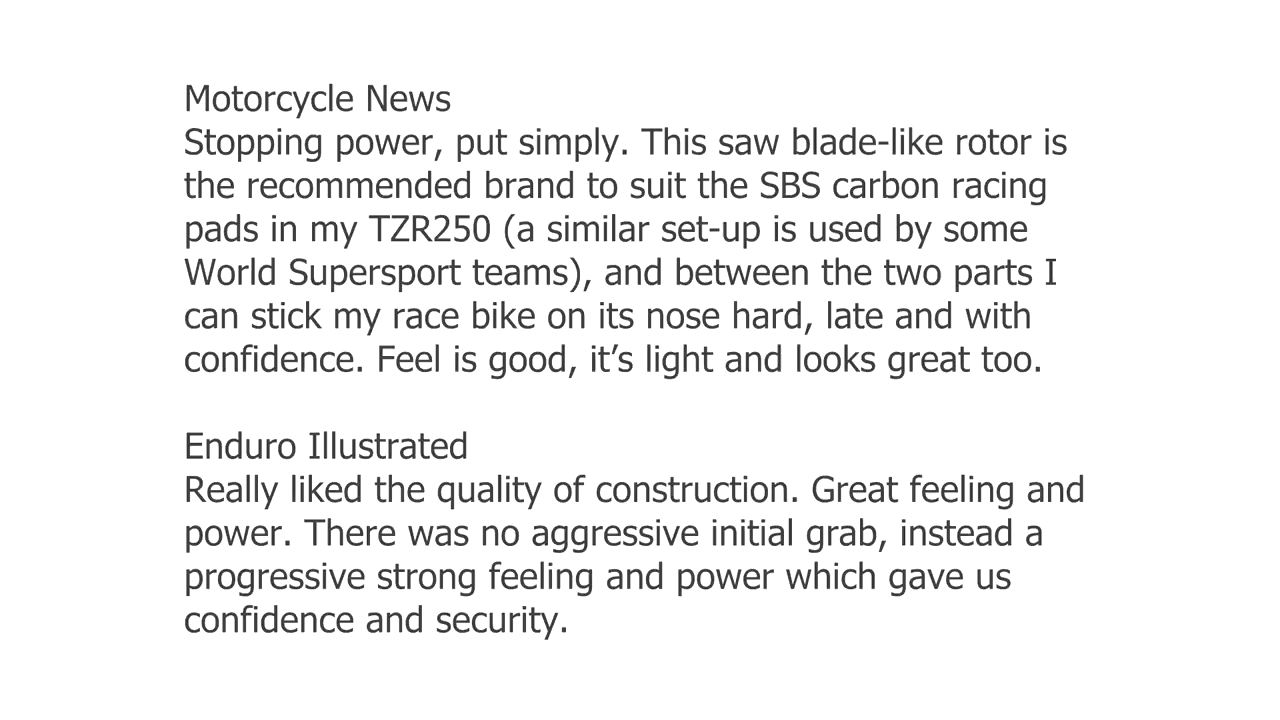 Motorcycle News
Stopping power, put simply. This saw blade-like rotor is
the recommended brand to suit the SBS carbon racing
pads in my TZR250 (a similar set-up is used by some
World Supersport teams), and between the two parts I
can stick my race bike on its nose hard, late and with
confidence. Feel is good, it’s light and looks great too.

Enduro Illustrated
Really liked the quality of construction. Great feeling and
power. There was no aggressive initial grab, instead a
progressive strong feeling and power which gave us
confidence and security.